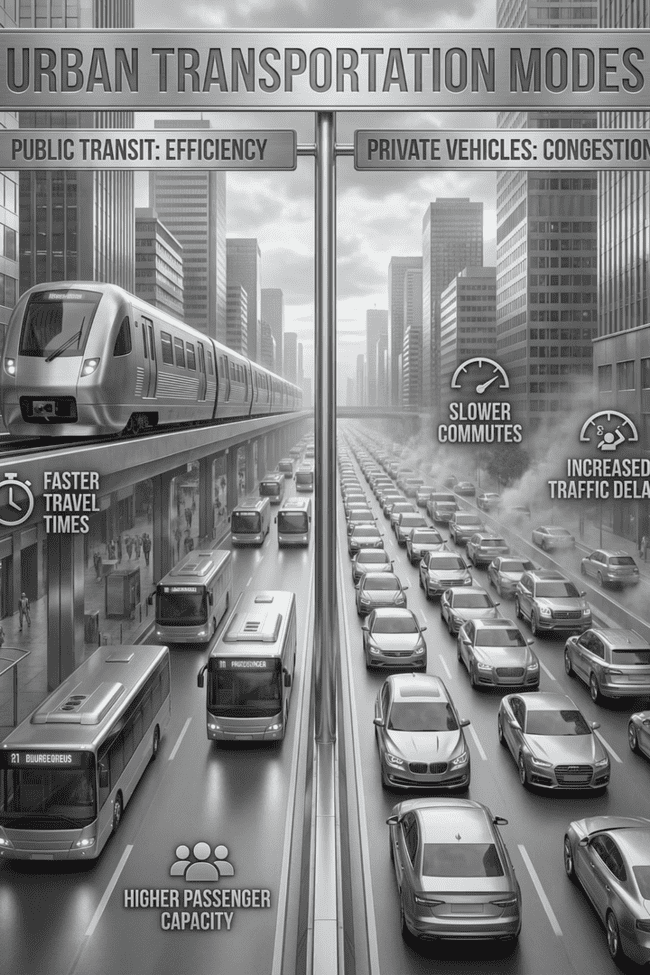 URBAN TRANSPORTATION MODES
PUBLIC TRANSIT: EFFICIENCY
PRIVATE VEHICLES: CONGESTION
SLOWER
COMMUTES
INCREASED
TRAFFIC DELA
FASTER
TRAVEL
TIMES
21
HIGHER PASSENGER
CAPACITY